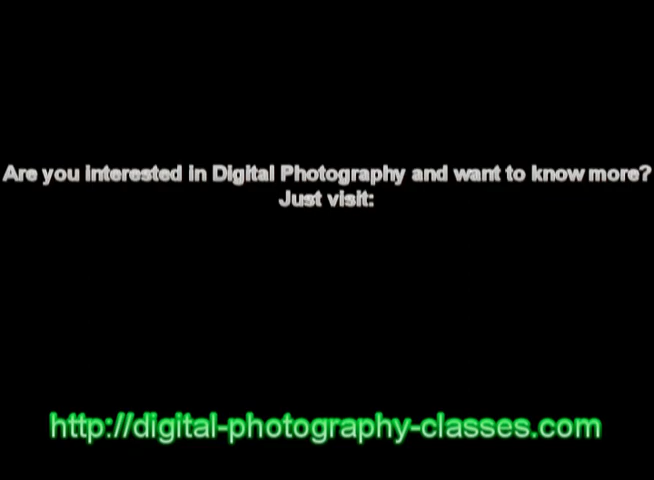 Are you interested in Digital Photography and want to know more?
Just visit:
http://digital-photography-classes.com